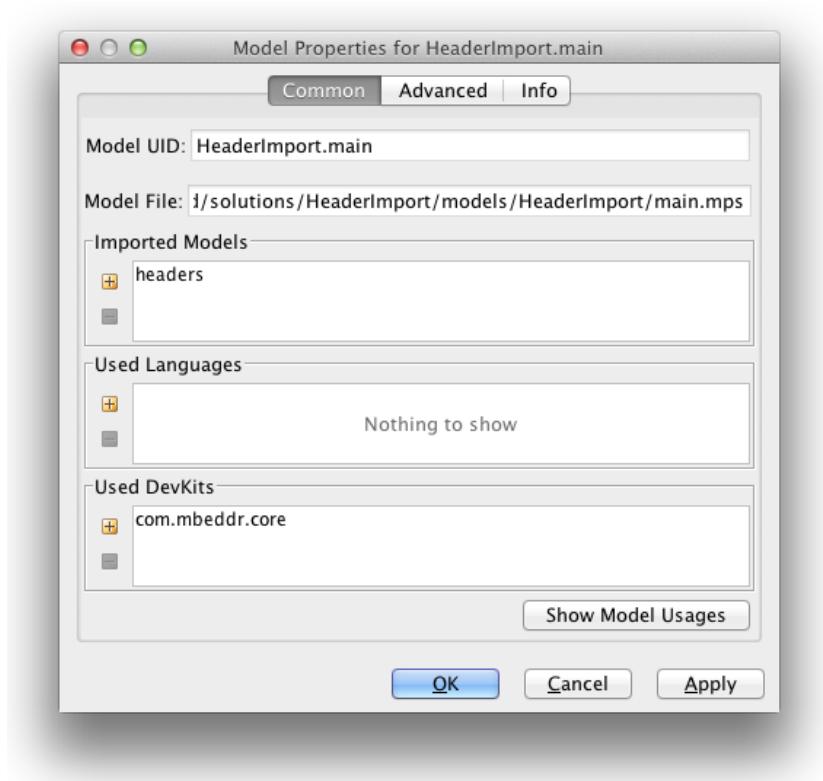 Model Properties for HeaderImport.main
Common Advanced Info
Model UID: HeaderImport.main
Model File: /solutions/HeaderImport/models/HeaderImport/main.mps
Imported Models
headers
Used Languages
Nothing to show
Used DevKits
com.mbeddr.core
Show Model Usages
OK Cancel Apply